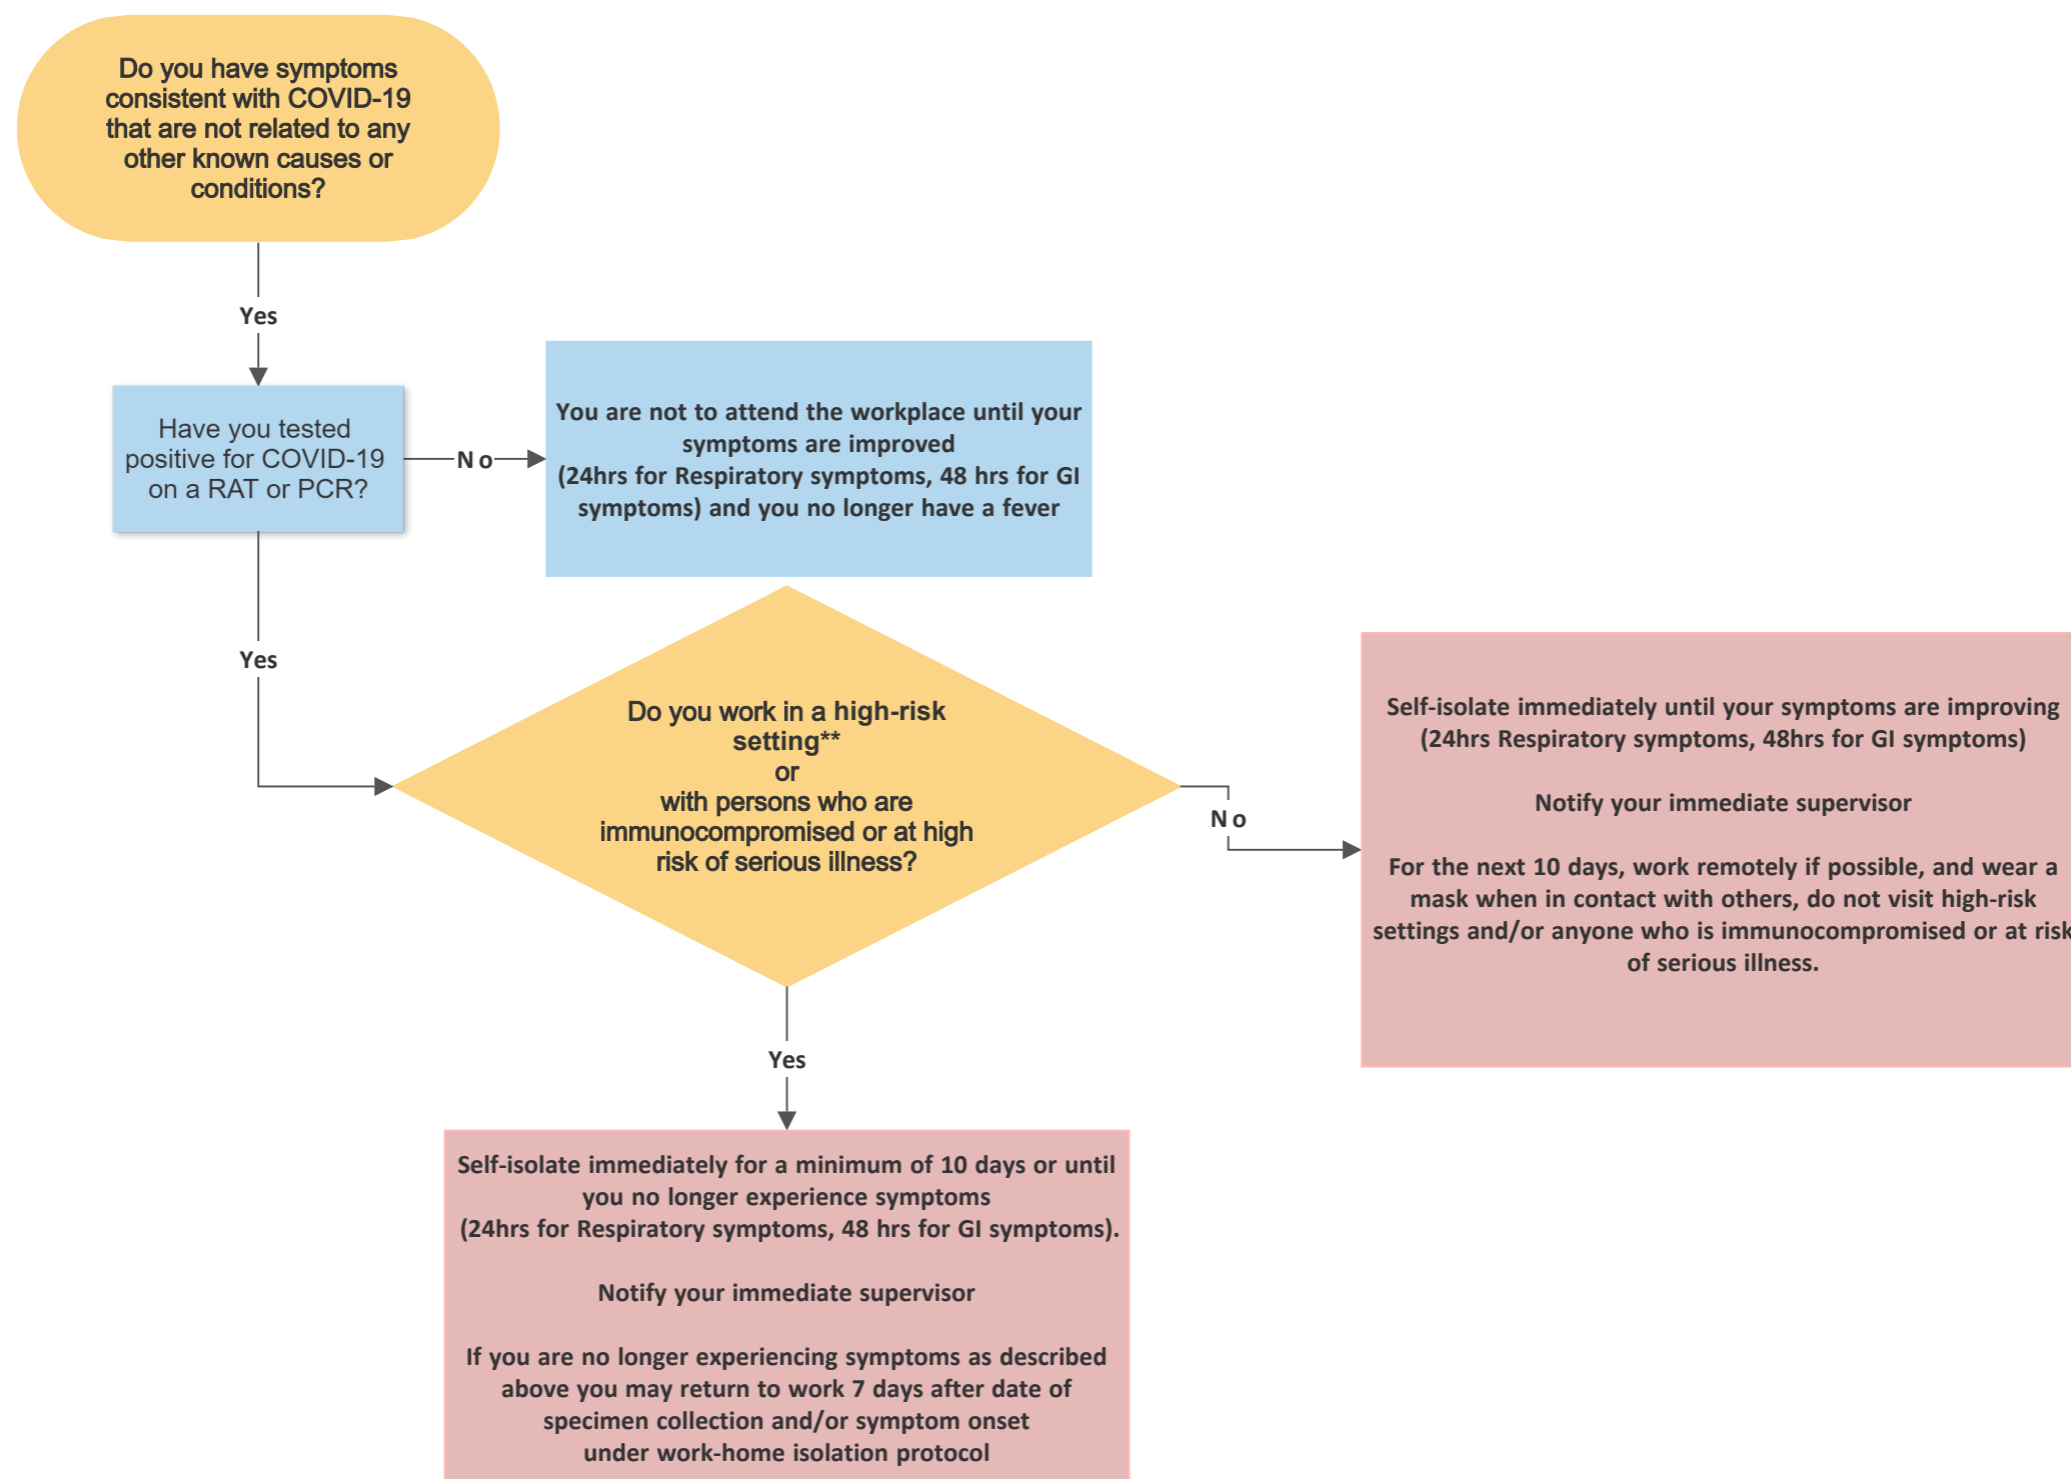 Do you have symptoms
consistent with COVID-19
that are not related to any
other known causes or
conditions?
Yes
Have you tested
positive for COVID-19
on a RAT or PCR?
No
You are not to attend the workplace until your
symptoms are improved
(24hrs for Respiratory symptoms, 48 hrs for GI
symptoms) and you no longer have a fever
Yes
Do you work in a high-risk
setting**
or
with persons who are
immunocompromised or at high
risk of serious illness?
No
Self-isolate immediately until your symptoms are improving
(24hrs Respiratory symptoms, 48hrs for GI symptoms)
Notify your immediate supervisor
For the next 10 days, work remotely if possible, and wear a
mask when in contact with others, do not visit high-risk
settings and/or anyone who is immunocompromised or at risk
of serious illness.
Yes
Self-isolate immediately for a minimum of 10 days or until
you no longer experience symptoms
(24hrs for Respiratory symptoms, 48 hrs for GI symptoms).
Notify your immediate supervisor
If you are no longer experiencing symptoms as described
above you may return to work 7 days after date of
specimen collection and/or symptom onset
under work-home isolation protocol